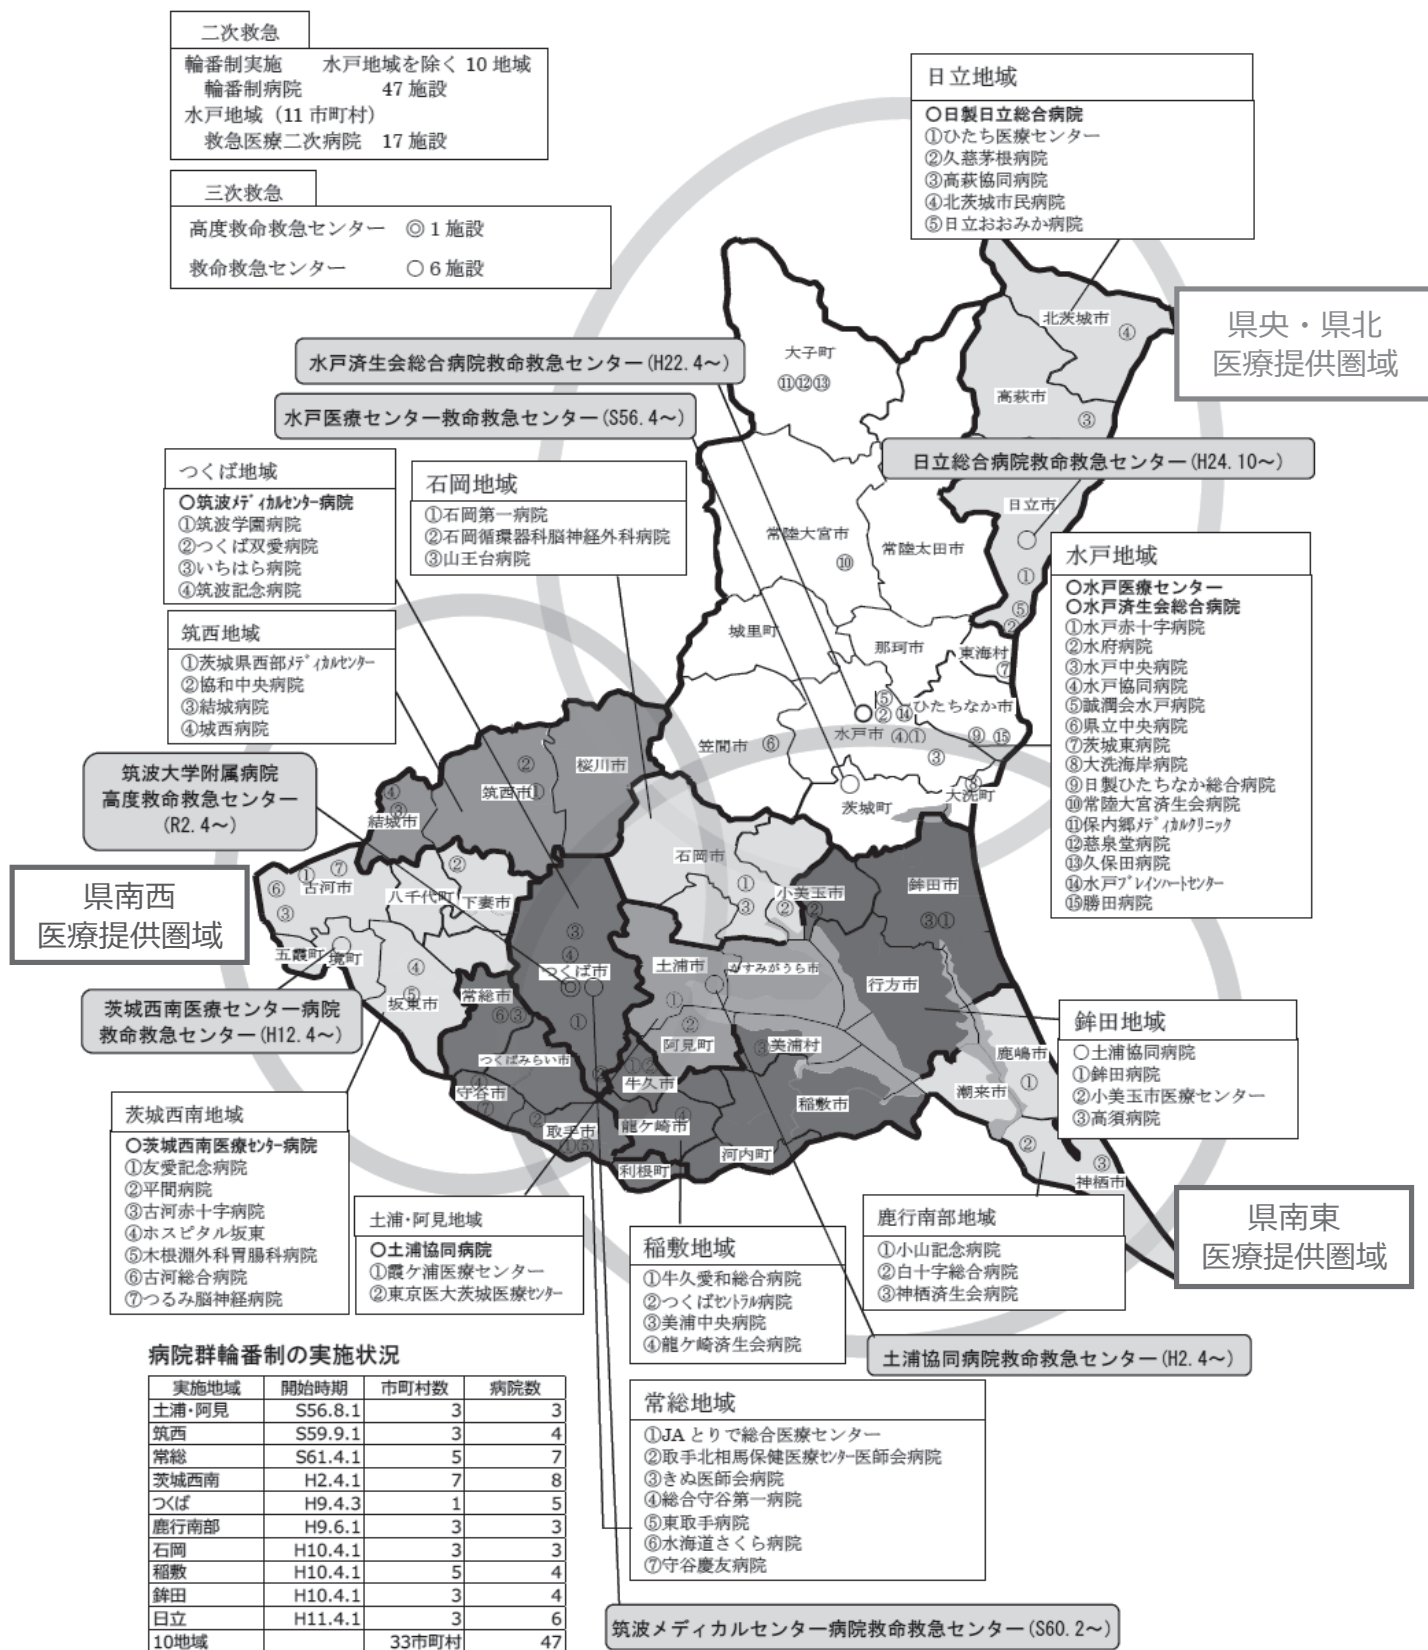 二次救急
輪番制実施 水戸地域を除く 10 地域
輪番制病院 47 施設
水戸地域（11 市町村）
救急医療二次病院 17 施設
三次救急
高度救命救急センター ◎ 1 施設
救命救急センター ○ 6 施設
日立地域
○日製日立総合病院
①ひたち医療センター
②久慈茅根病院
③高萩協同病院
④北茨城市民病院
⑤日立おおみか病院
県央・県北
医療提供圏域
水戸済生会総合病院救命救急センター(H22.4～)
水戸医療センター救命救急センター(S56.4～)
日立総合病院救命救急センター(H24.10～)
つくば地域
○筑波ﾒﾃﾞｨｶﾙｾﾝﾀｰ病院
①筑波学園病院
②つくば双愛病院
③いちはら病院
④筑波記念病院
石岡地域
①石岡第一病院
②石岡循環器科脳神経外科病院
③山王台病院
筑西地域
①茨城県西部ﾒﾃﾞｨｶﾙｾﾝﾀｰ
②協和中央病院
③結城病院
④城西病院
水戸地域
○水戸医療センター
○水戸済生会総合病院
①水戸赤十字病院
②水府病院
③水戸中央病院
④水戸協同病院
⑤誠潤会水戸病院
⑥県立中央病院
⑦茨城東病院
⑧大洗海岸病院
⑨日製ひたちなか総合病院
⑩常陸大宮済生会病院
⑪保内郷ﾒﾃﾞｨｶﾙｸﾘﾆｯｸ
⑫慈泉堂病院
⑬久保田病院
⑭水戸ﾌﾞﾚｲﾝﾊｰﾄｾﾝﾀｰ
⑮勝田病院
筑波大学附属病院
高度救命救急センター
(R2.4～)
県南西
医療提供圏域
茨城西南医療センター病院
救命救急センター(H12.4～)
北茨城市
④
大子町
⑪⑫⑬
高萩市
③
日立市
①
⑤
②
常陸大宮市
⑩
常陸太田市
城里町
那珂市
東海村
⑦
ひたちなか市
⑤
②⑭
水戸市
④①
③
⑨⑮
笠間市
⑥
茨城町
大洗町
桜川市
筑西市
②
①
結城市
④
③
古河市
⑥①⑦
③
八千代町
②
下妻市
五霞町
境町
坂東市
④
⑤
常総市
⑥③
つくば市
③
④
①
つくばみらい市
守谷市
④
⑦
取手市
②
①⑤
石岡市
①
③
小美玉市
②
②
鉾田市
③①
土浦市
①
かすみがうら市
行方市
阿見町
②
美浦村
③
牛久市
①②
龍ケ崎市
④
稲敷市
河内町
利根町
潮来市
鹿嶋市
①
②
神栖市
③
鉾田地域
○土浦協同病院
①鉾田病院
②小美玉市医療センター
③高須病院
茨城西南地域
○茨城西南医療ｾﾝﾀｰ病院
①友愛記念病院
②平間病院
③古河赤十字病院
④ホスピタル坂東
⑤木根淵外科胃腸科病院
⑥古河総合病院
⑦つるみ脳神経病院
土浦・阿見地域
○土浦協同病院
①霞ケ浦医療センター
②東京医大茨城医療ｾﾝﾀｰ
稲敷地域
①牛久愛和総合病院
②つくばｾﾝﾄﾗﾙ病院
③美浦中央病院
④龍ケ崎済生会病院
鹿行南部地域
①小山記念病院
②白十字総合病院
③神栖済生会病院
県南東
医療提供圏域
土浦協同病院救命救急センター(H2.4～)
常総地域
①JA とりで総合医療センター
②取手北相馬保健医療ｾﾝﾀｰ医師会病院
③きぬ医師会病院
④総合守谷第一病院
⑤東取手病院
⑥水海道さくら病院
⑦守谷慶友病院
筑波メディカルセンター病院救命救急センター(S60.2～)
病院群輪番制の実施状況
実施地域 開始時期 市町村数 病院数
土浦・阿見 S56.8.1 3 3
筑西 S59.9.1 3 4
常総 S61.4.1 5 7
茨城西南 H2.4.1 7 8
つくば H9.4.3 1 5
鹿行南部 H9.6.1 3 3
石岡 H10.4.1 3 3
稲敷 H10.4.1 5 4
鉾田 H10.4.1 3 4
日立 H11.4.1 3 6
10地域 33市町村 47